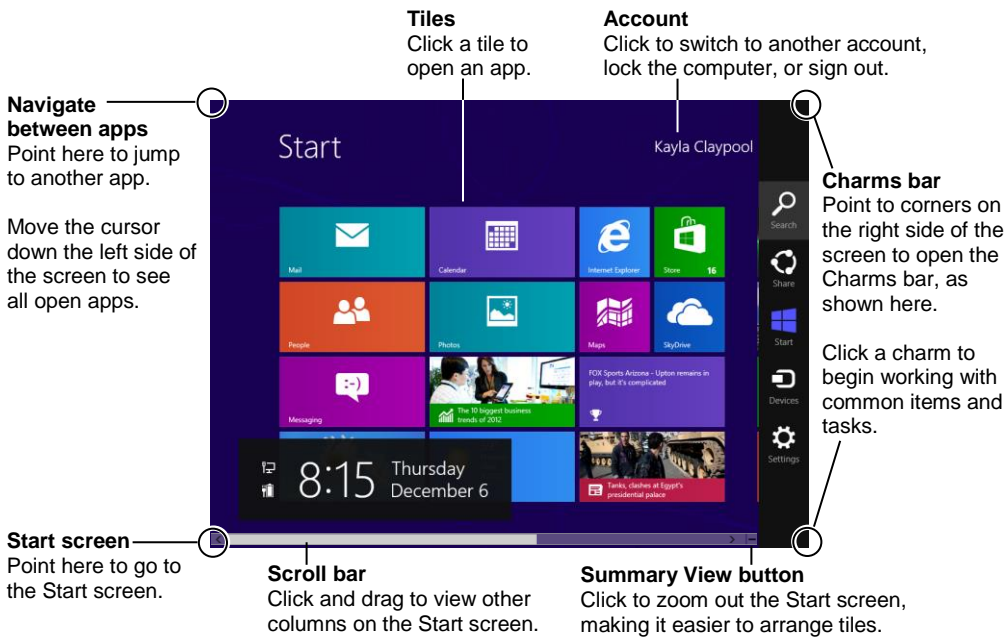 Tiles
Click a tile to
open an app.
Account
Click to switch to another account,
lock the computer, or sign out.
Navigate
between apps
Point here to jump
to another app.
Move the cursor
down the left side of
the screen to see
all open apps.
Start
Kayla Claypool
Mail
Calendar
Internet Explorer
Store
16
People
Photos
Maps
SkyDrive
Messaging
The 10 biggest business
trends of 2012
FOX Sports Arizona - Upton remains in
play, but it's complicated
Tanks, clashes at Egypt's
presidential palace
8:15
Thursday
December 6
Search
Share
Start
Devices
Settings
Charms bar
Point to corners on
the right side of the
screen to open the
Charms bar, as
shown here.
Click a charm to
begin working with
common items and
tasks.
Start screen
Point here to go to
the Start screen.
Scroll bar
Click and drag to view other
columns on the Start screen.
Summary View button
Click to zoom out the Start screen,
making it easier to arrange tiles.